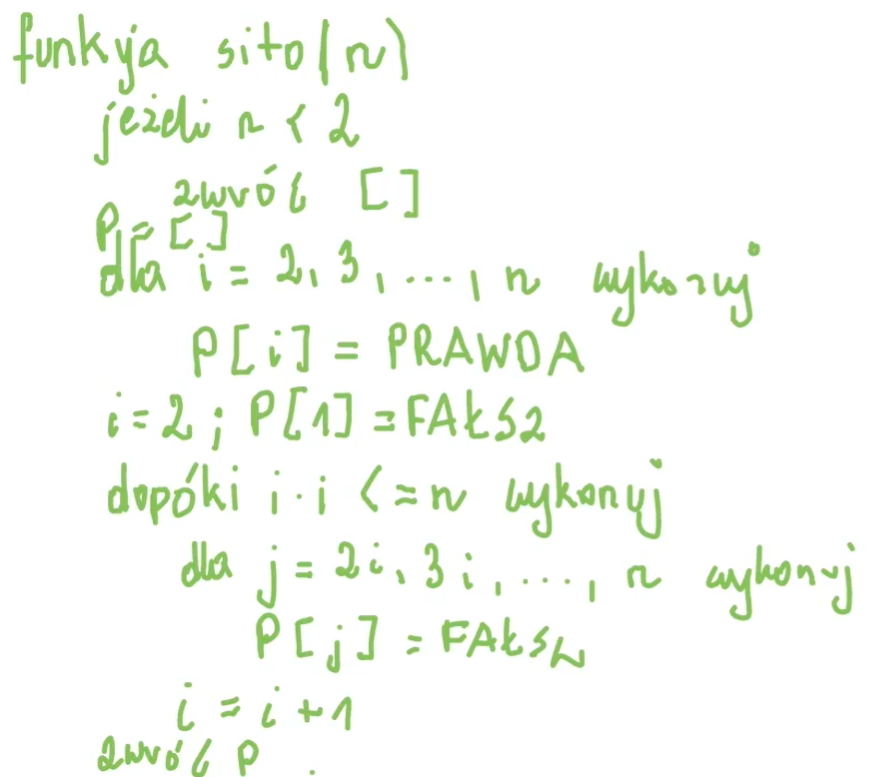 funkcja sito(n)
jeżeli n < 2
zwróć []
P = []
dla i = 2, 3, ..., n wykonuj
P[i] = PRAWDA
i = 2; P[1] = FAŁSZ
dopóki i · i <= n wykonuj
dla j = 2i, 3i, ..., n wykonuj
P[j] = FAŁSZ
i = i + 1
zwróć P